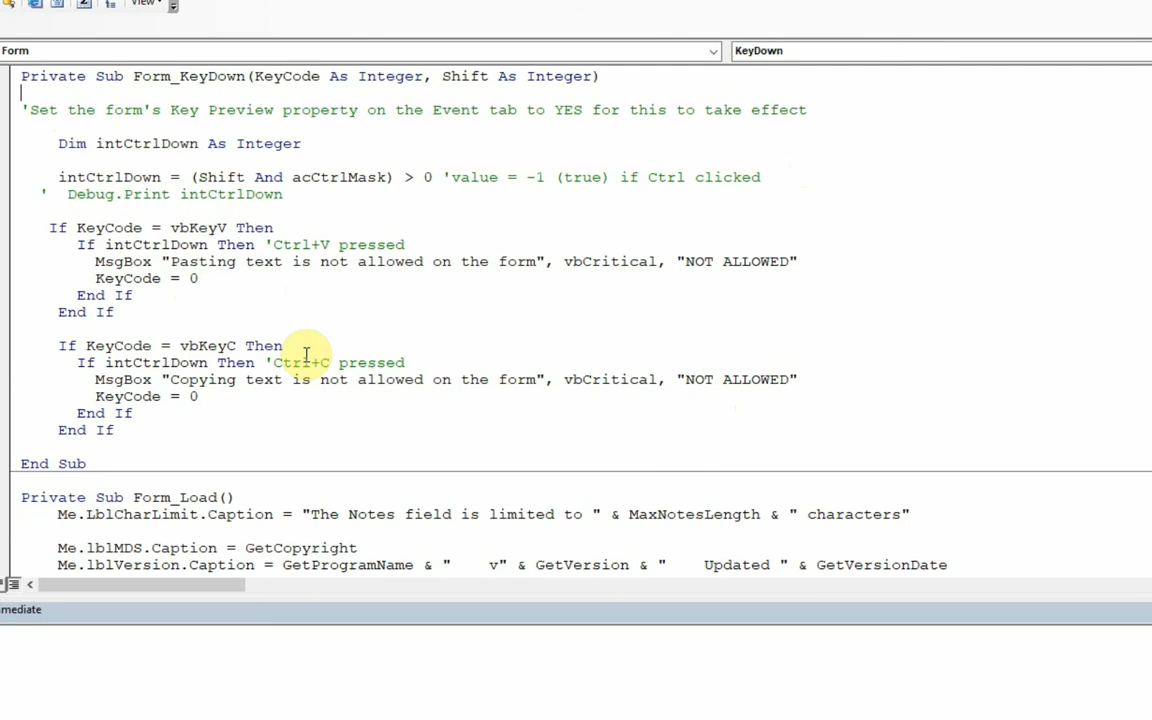 View
Form
KeyDown
Private Sub Form_KeyDown(KeyCode As Integer, Shift As Integer)
'Set the form's Key Preview property on the Event tab to YES for this to take effect
Dim intCtrlDown As Integer
intCtrlDown = (Shift And acCtrlMask) > 0 'value = -1 (true) if Ctrl clicked
' Debug.Print intCtrlDown
If KeyCode = vbKeyV Then
If intCtrlDown Then 'Ctrl+V pressed
MsgBox "Pasting text is not allowed on the form", vbCritical, "NOT ALLOWED"
KeyCode = 0
End If
End If
If KeyCode = vbKeyC Then
If intCtrlDown Then 'Ctrl+C pressed
MsgBox "Copying text is not allowed on the form", vbCritical, "NOT ALLOWED"
KeyCode = 0
End If
End If
End Sub
Private Sub Form_Load()
Me.LblCharLimit.Caption = "The Notes field is limited to " & MaxNotesLength & " characters"
Me.lblMDS.Caption = GetCopyright
Me.lblVersion.Caption = GetProgramName & "    v" & GetVersion & "    Updated " & GetVersionDate
mmediate